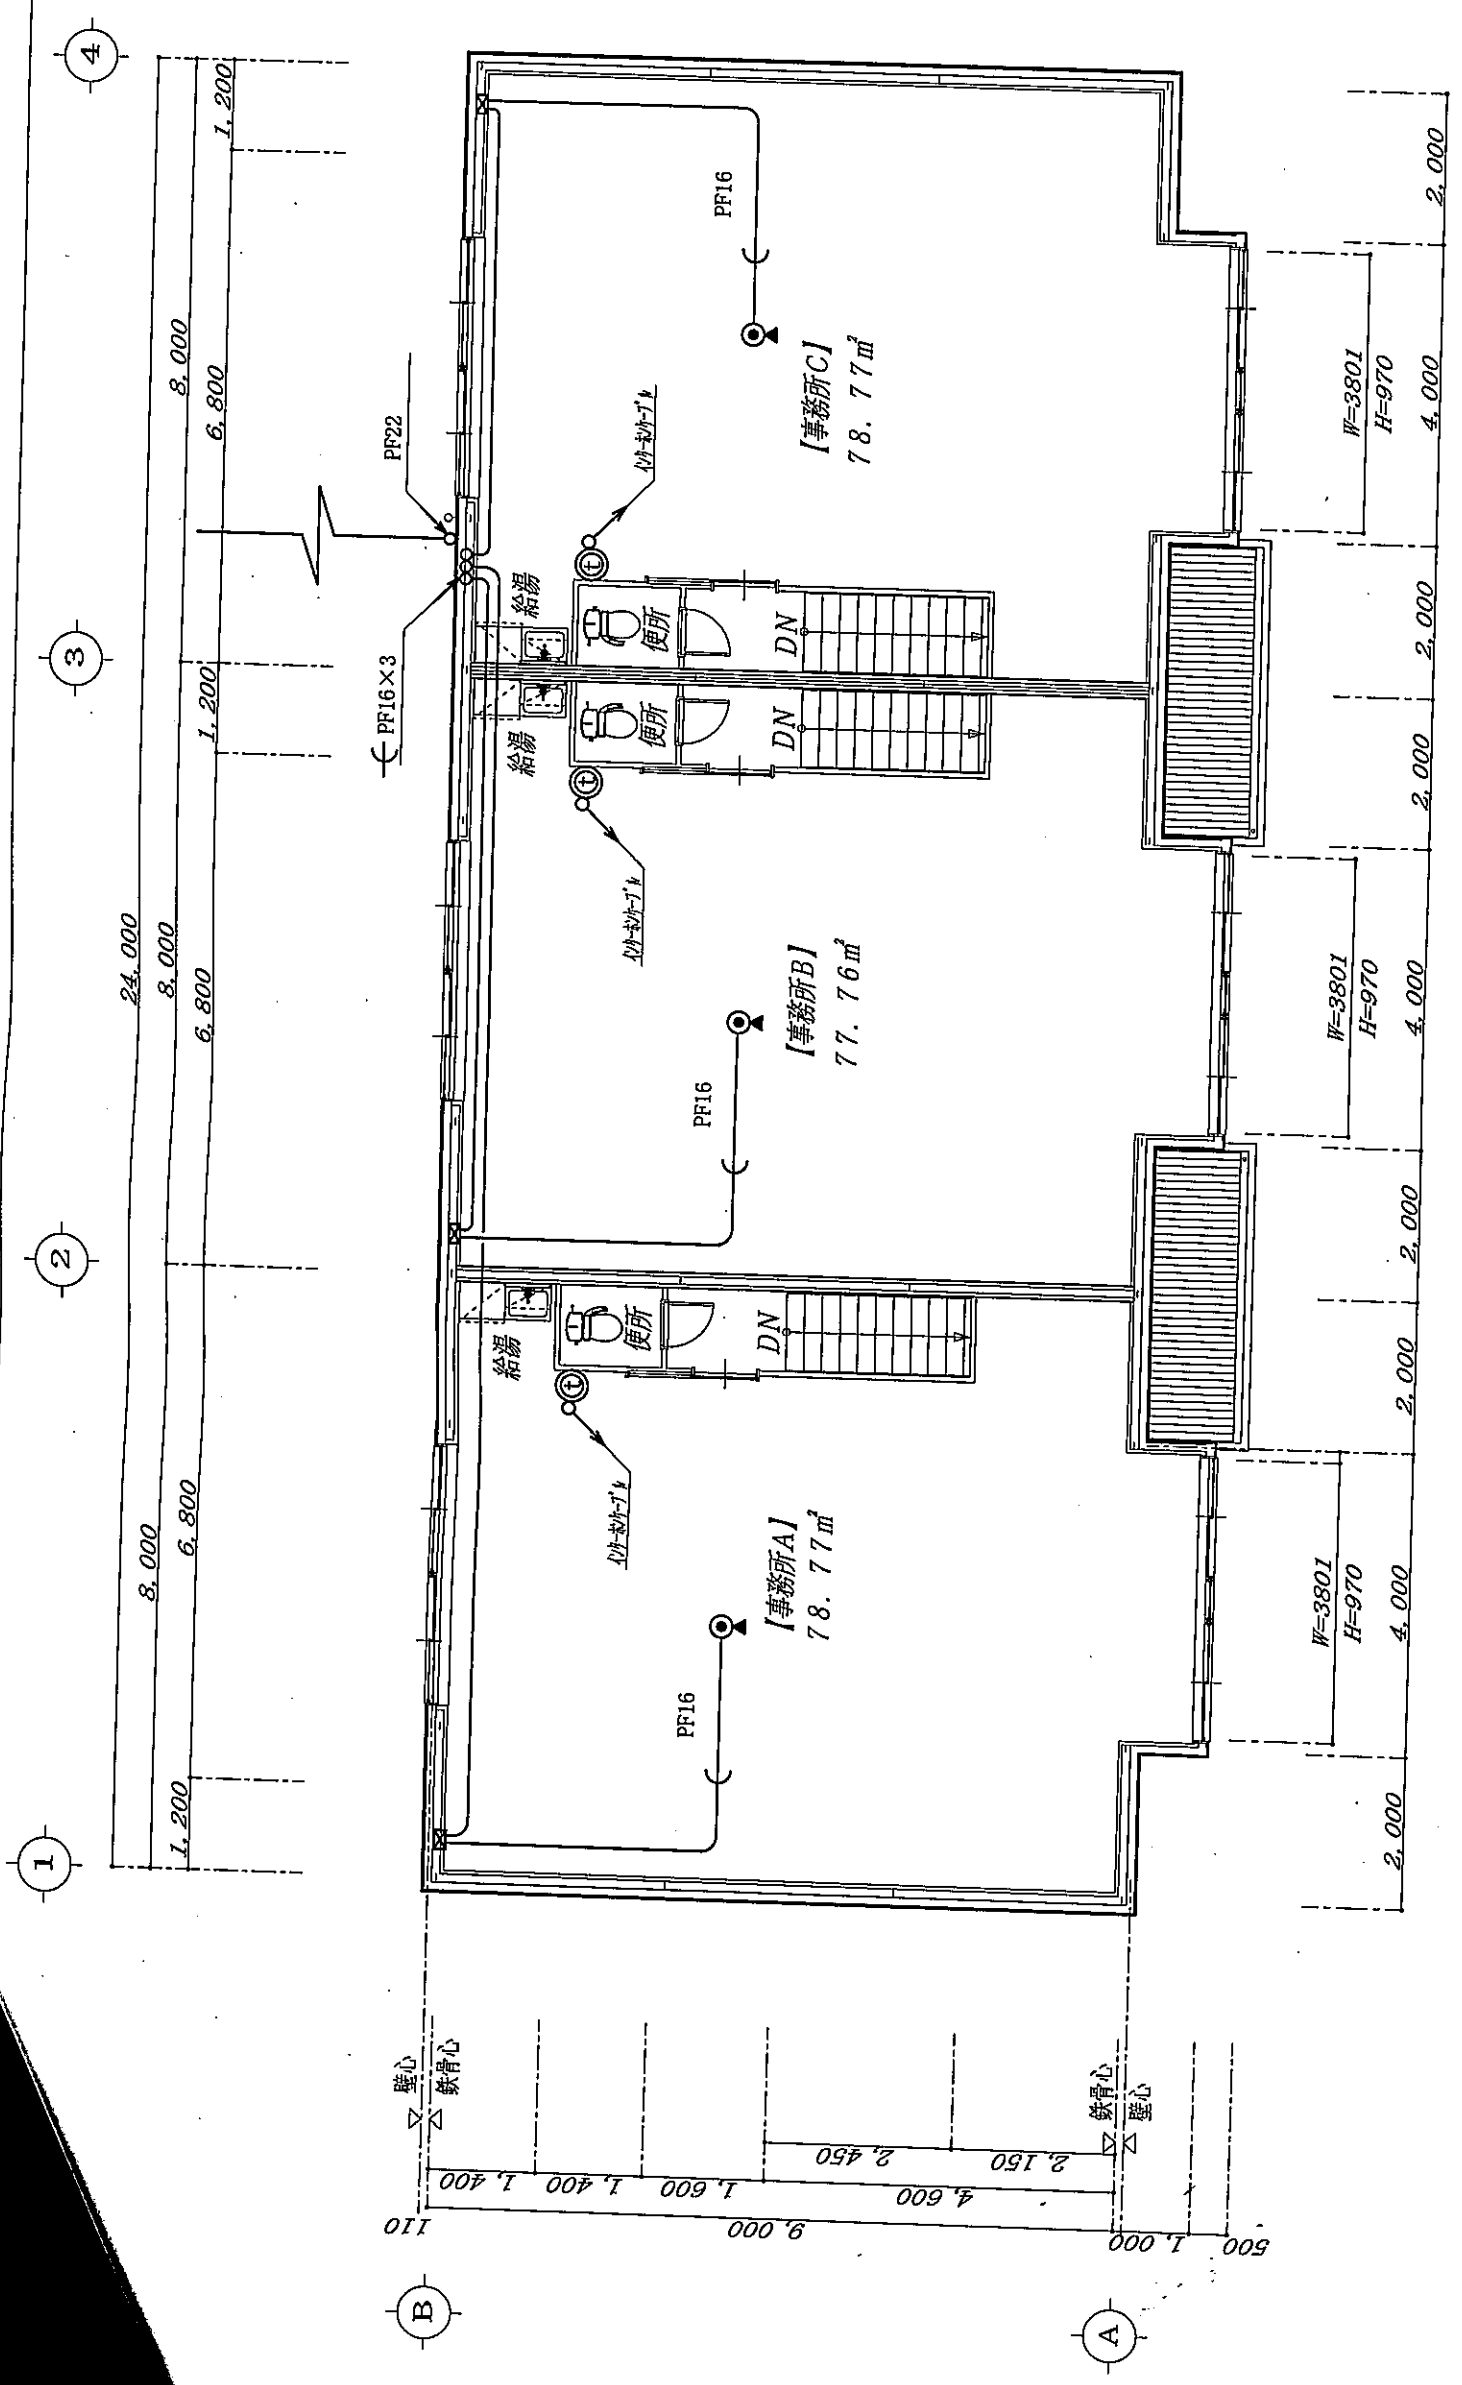 1
2
3
4
24,000
8,000
8,000
8,000
1,200
6,800
6,800
1,200
6,800
1,200
PF22
PF16×3
PF16
PF16
PF16
インターホンケーブル
インターホンケーブル
インターホンケーブル
t
t
t
給湯
給湯
給湯
便所
便所
便所
DN
DN
DN
【事務所A】
78.77㎡
【事務所B】
77.76㎡
【事務所C】
78.77㎡
W=3801
H=970
W=3801
H=970
W=3801
H=970
2,000
4,000
2,000
2,000
4,000
2,000
2,000
4,000
2,000
壁心
鉄骨心
鉄骨心
壁心
2,450
2,150
1,400
1,400
1,600
4,600
110
9,000
1,000
500
B
A